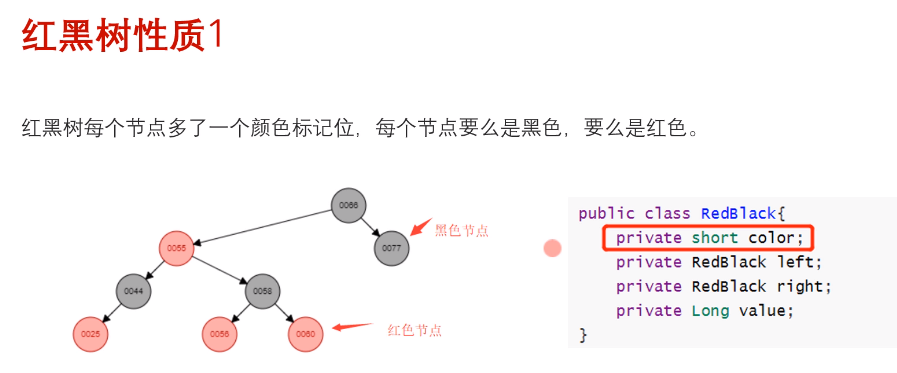 红黑树性质1
红黑树每个节点多了一个颜色标记位，每个节点要么是黑色，要么是红色。
0066
黑色节点
0055
0077
0044
0058
0025
0056
0060
红色节点
public class RedBlack{
private short color;
private RedBlack left;
private RedBlack right;
private Long value;
}